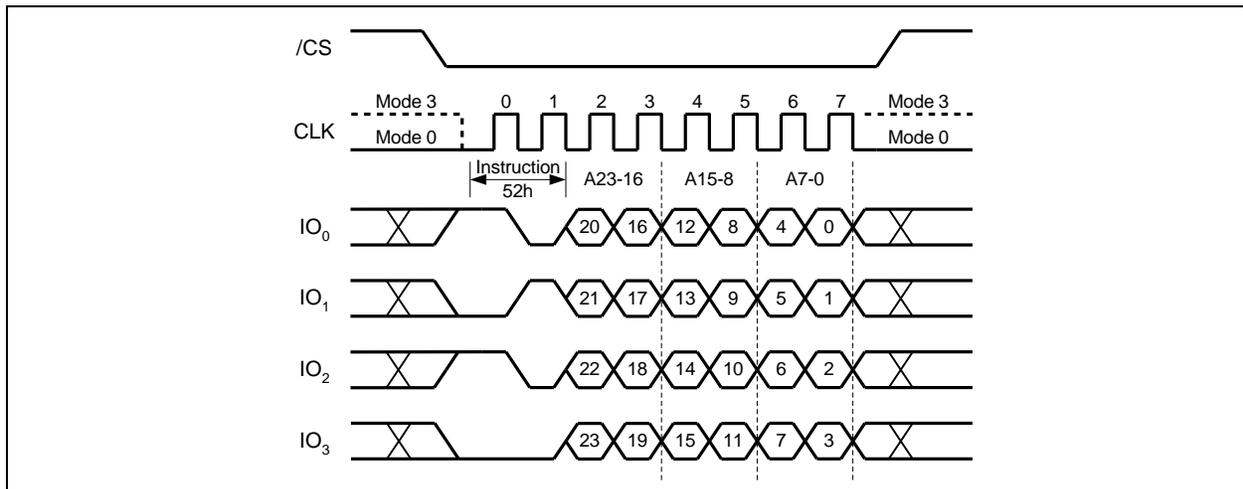 /CS
Mode 3 0 1 2 3 4 5 6 7 Mode 3
CLK
Mode 0 Mode 0
Instruction A23-16 A15-8 A7-0
52h
IO0 20 16 12 8 4 0
IO1 21 17 13 9 5 1
IO2 22 18 14 10 6 2
IO3 23 19 15 11 7 3